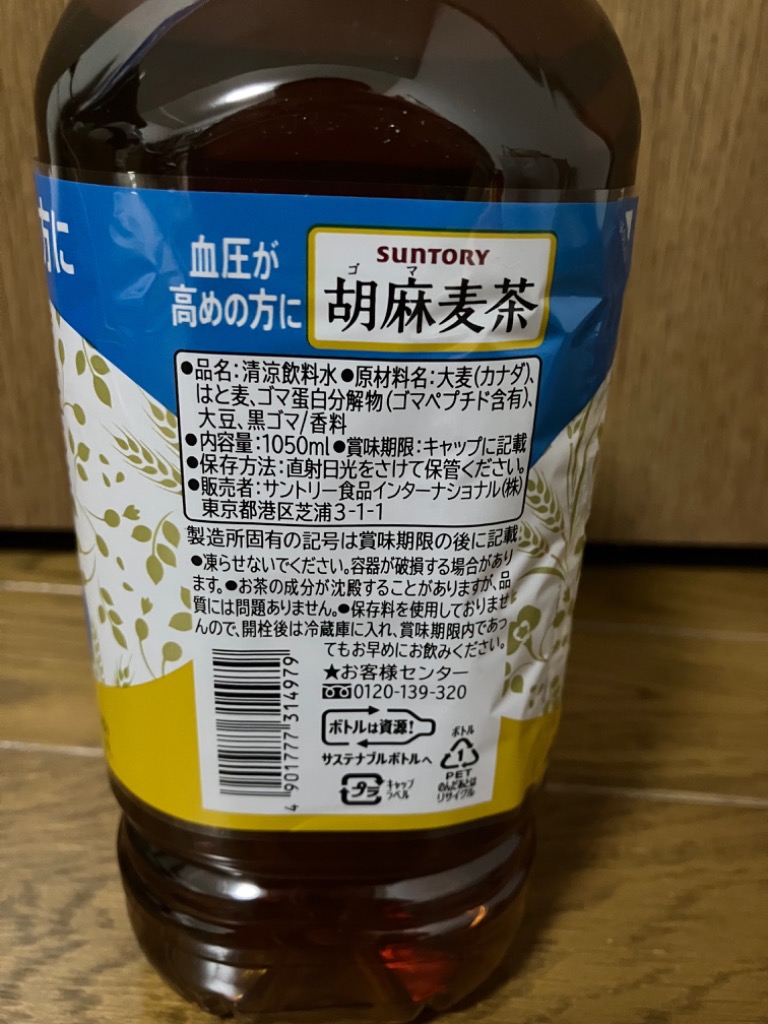 方に
血圧が
高めの方に
SUNTORY
ゴマ
胡麻麦茶
●品名:清涼飲料水●原材料名:大麦(カナダ)、
はと麦、ゴマ蛋白分解物(ゴマペプチド含有)、
大豆、黒ゴマ/香料
●内容量:1050ml●賞味期限:キャップに記載
●保存方法:直射日光をさけて保管ください。
●販売者:サントリー食品インターナショナル(株)
東京都港区芝浦3-1-1
製造所固有の記号は賞味期限の後に記載
●凍らせないでください。容器が破損する場合があり
ます。●お茶の成分が沈殿することがありますが、品
質には問題ありません。●保存料を使用しておりませ
んので、開栓後は冷蔵庫に入れ、賞味期限内であっ
てもお早めにお飲みください。
★お客様センター
0120-139-320
ボトルは資源!
サステナブルボトルへ
ボトル
1
PET
のんだあとは
リサイクル
プラ
キャップ
ラベル
4901777314979